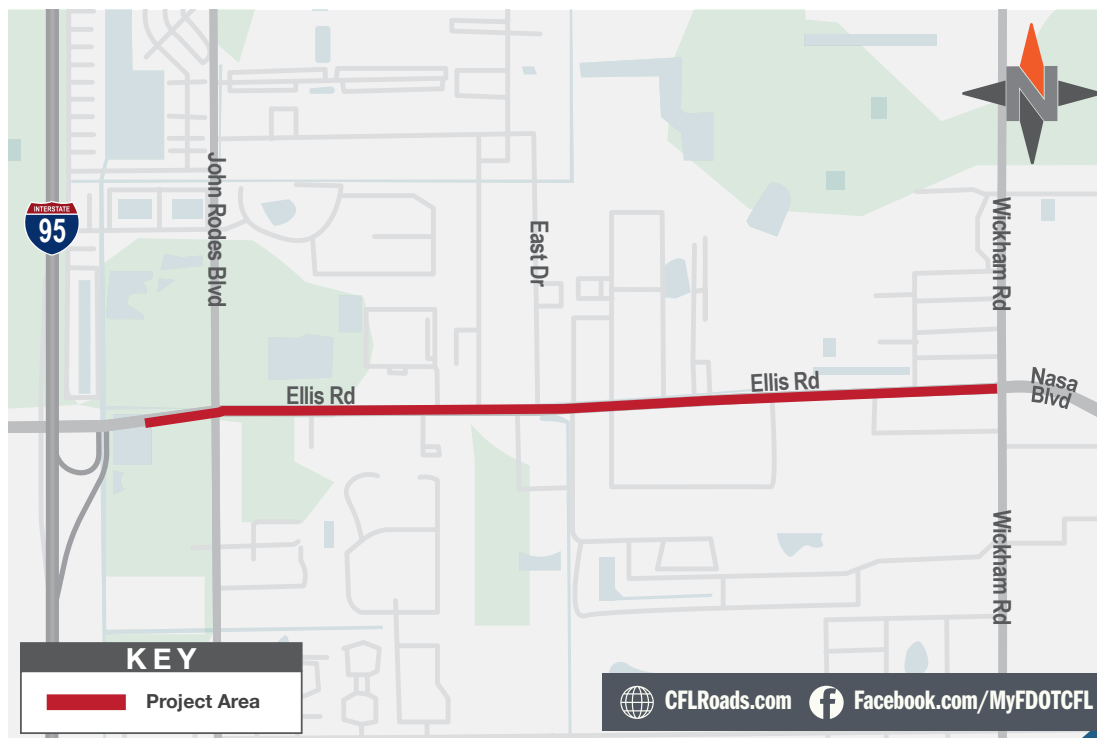 N
INTERSTATE
95
John Rodes Blvd
East Dr
Wickham Rd
Ellis Rd
Ellis Rd
Nasa
Blvd
Wickham Rd
KEY
Project Area
CFLRoads.com
Facebook.com/MyFDOTCFL